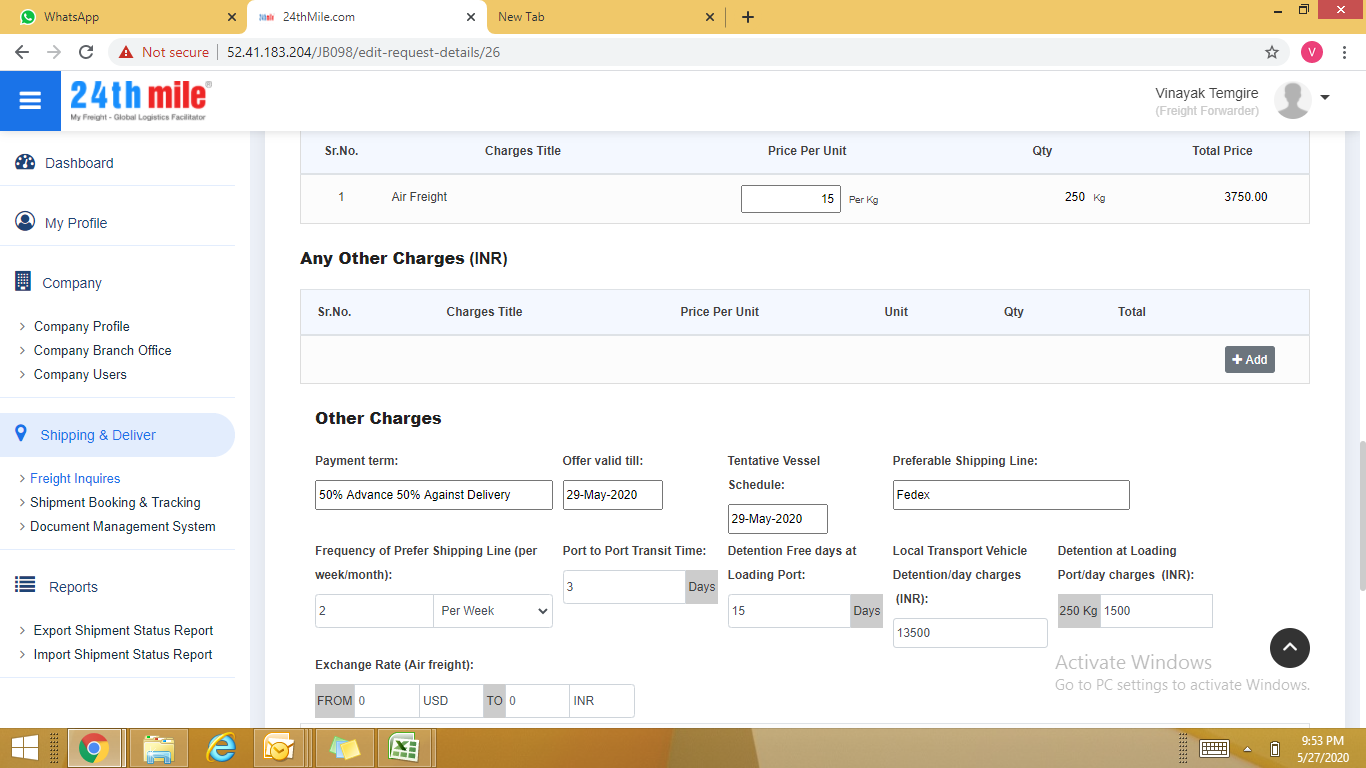 WhatsApp
24thMile.com
New Tab
Not secure
52.41.183.204/JB098/edit-request-details/26
V
24th mile®
My Freight - Global Logistics Facilitator
Vinayak Temgire
(Freight Forwarder)
Dashboard
My Profile
Company
Company Profile
Company Branch Office
Company Users
Shipping & Deliver
Freight Inquires
Shipment Booking & Tracking
Document Management System
Reports
Export Shipment Status Report
Import Shipment Status Report
Sr.No. Charges Title Price Per Unit Qty Total Price
1 Air Freight 15 Per Kg 250 Kg 3750.00
Any Other Charges (INR)
Sr.No. Charges Title Price Per Unit Unit Qty Total
+ Add
Other Charges
Payment term:
50% Advance 50% Against Delivery
Offer valid till:
29-May-2020
Tentative Vessel
Schedule:
29-May-2020
Preferable Shipping Line:
Fedex
Frequency of Prefer Shipping Line (per
week/month):
2 Per Week
Port to Port Transit Time:
3 Days
Detention Free days at
Loading Port:
15 Days
Local Transport Vehicle
Detention/day charges
(INR):
13500
Detention at Loading
Port/day charges (INR):
250 Kg 1500
Exchange Rate (Air freight):
FROM 0 USD TO 0 INR
Activate Windows
Go to PC settings to activate Windows.
9:53 PM
5/27/2020